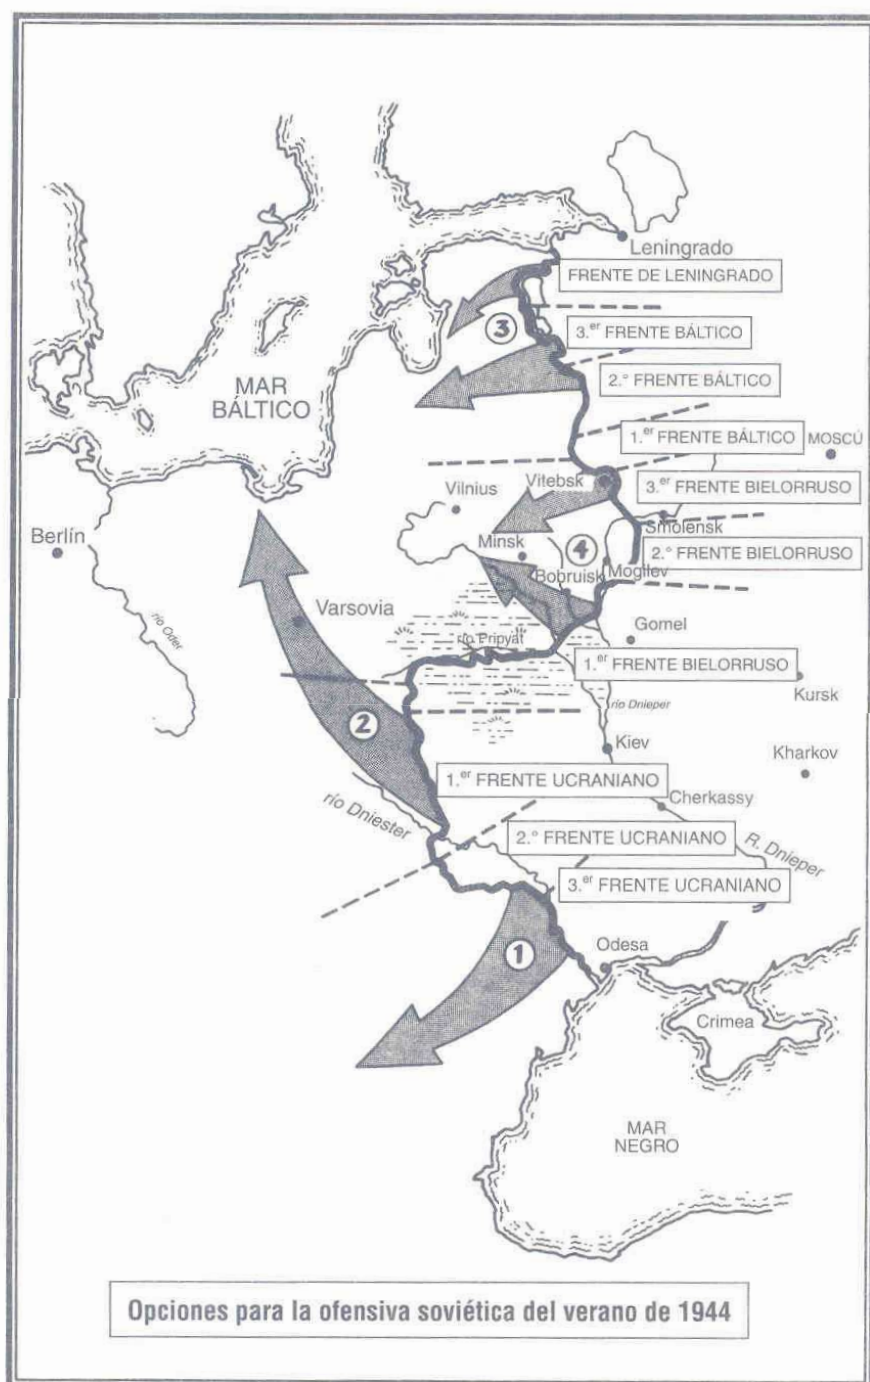 Leningrado
FRENTE DE LENINGRADO
3
3.er FRENTE BÁLTICO
2.° FRENTE BÁLTICO
MAR
BÁLTICO
1.er FRENTE BÁLTICO
MOSCÚ
Vitebsk
3.er FRENTE BIELORRUSO
Vilnius
Smolensk
Berlín
Minsk
4
2.° FRENTE BIELORRUSO
Bobruisk
Mogilev
Varsovia
río Oder
Gomel
río Pripyat
1.er FRENTE BIELORRUSO
Kursk
río Dnieper
2
Kiev
Kharkov
1.er FRENTE UCRANIANO
río Dniester
Cherkassy
2.° FRENTE UCRANIANO
R. Dnieper
3.er FRENTE UCRANIANO
1
Odesa
Crimea
MAR
NEGRO
Opciones para la ofensiva soviética del verano de 1944